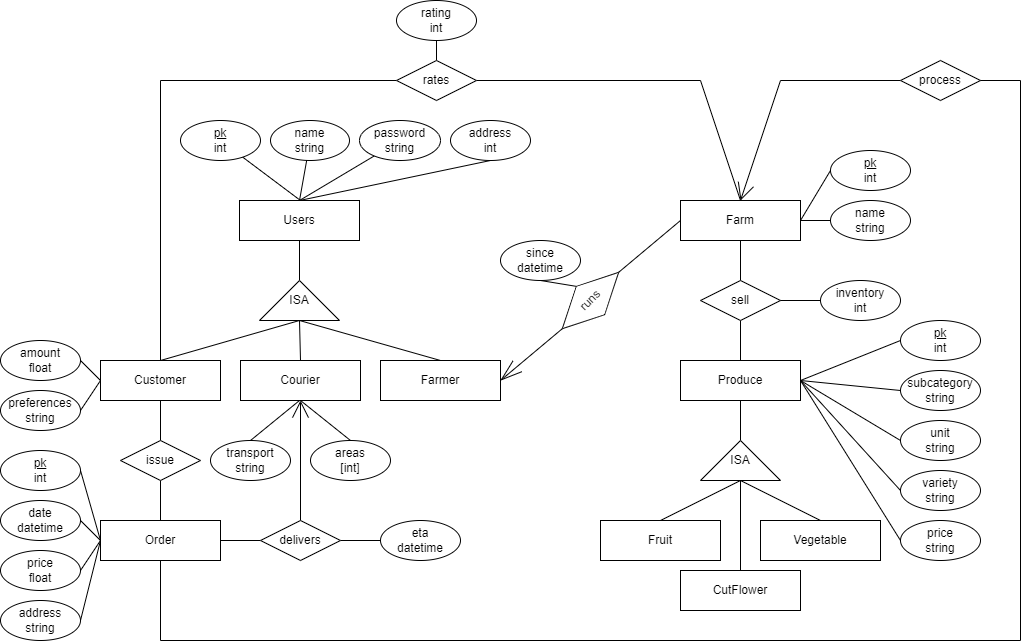 rating
int
rates
process
pk
int
name
string
password
string
address
int
pk
int
Users
Farm
name
string
since
datetime
runs
ISA
sell
inventory
int
amount
float
pk
int
Customer
Courier
Farmer
Produce
subcategory
string
preferences
string
unit
string
pk
int
issue
transport
string
areas
[int]
ISA
variety
string
date
datetime
Order
delivers
eta
datetime
Fruit
Vegetable
price
string
price
float
CutFlower
address
string